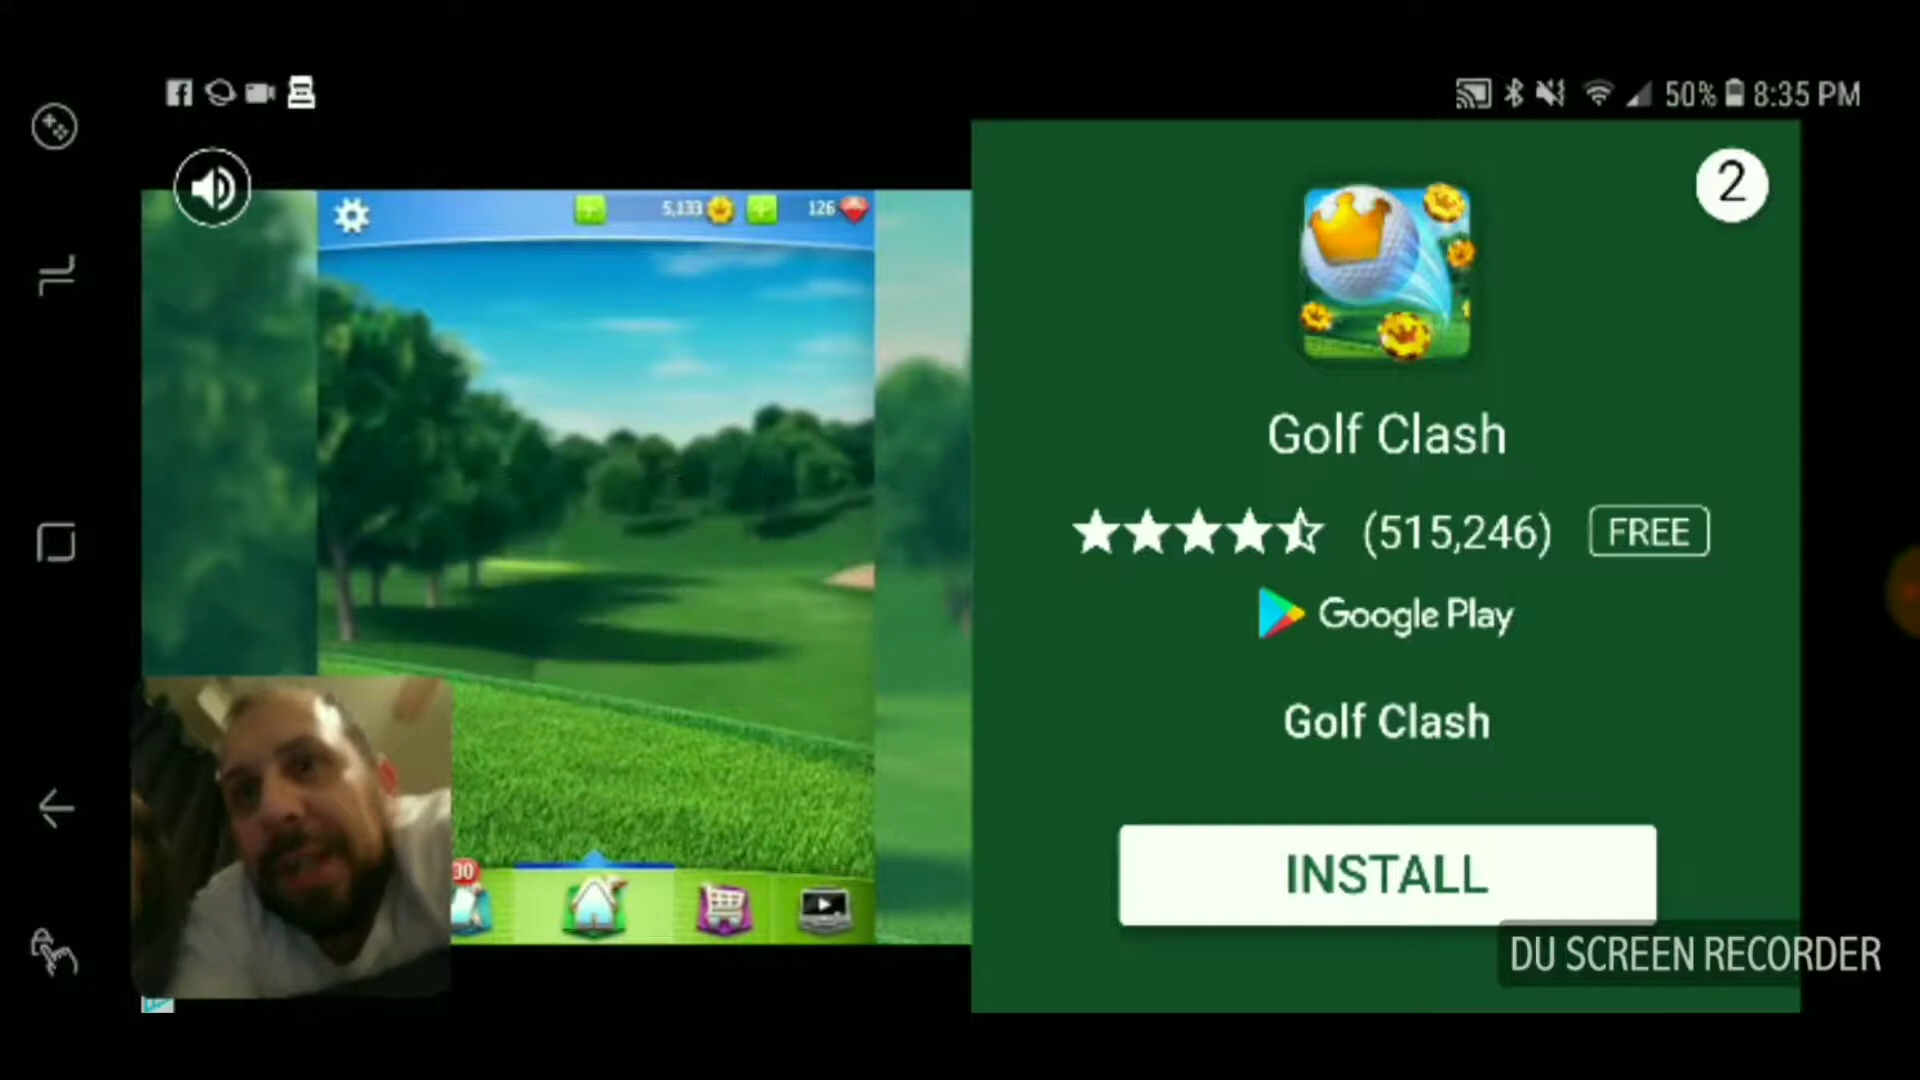 50% 8:35 PM
2
5,133
126
Golf Clash
(515,246) FREE
Google Play
Golf Clash
30
INSTALL
DU SCREEN RECORDER